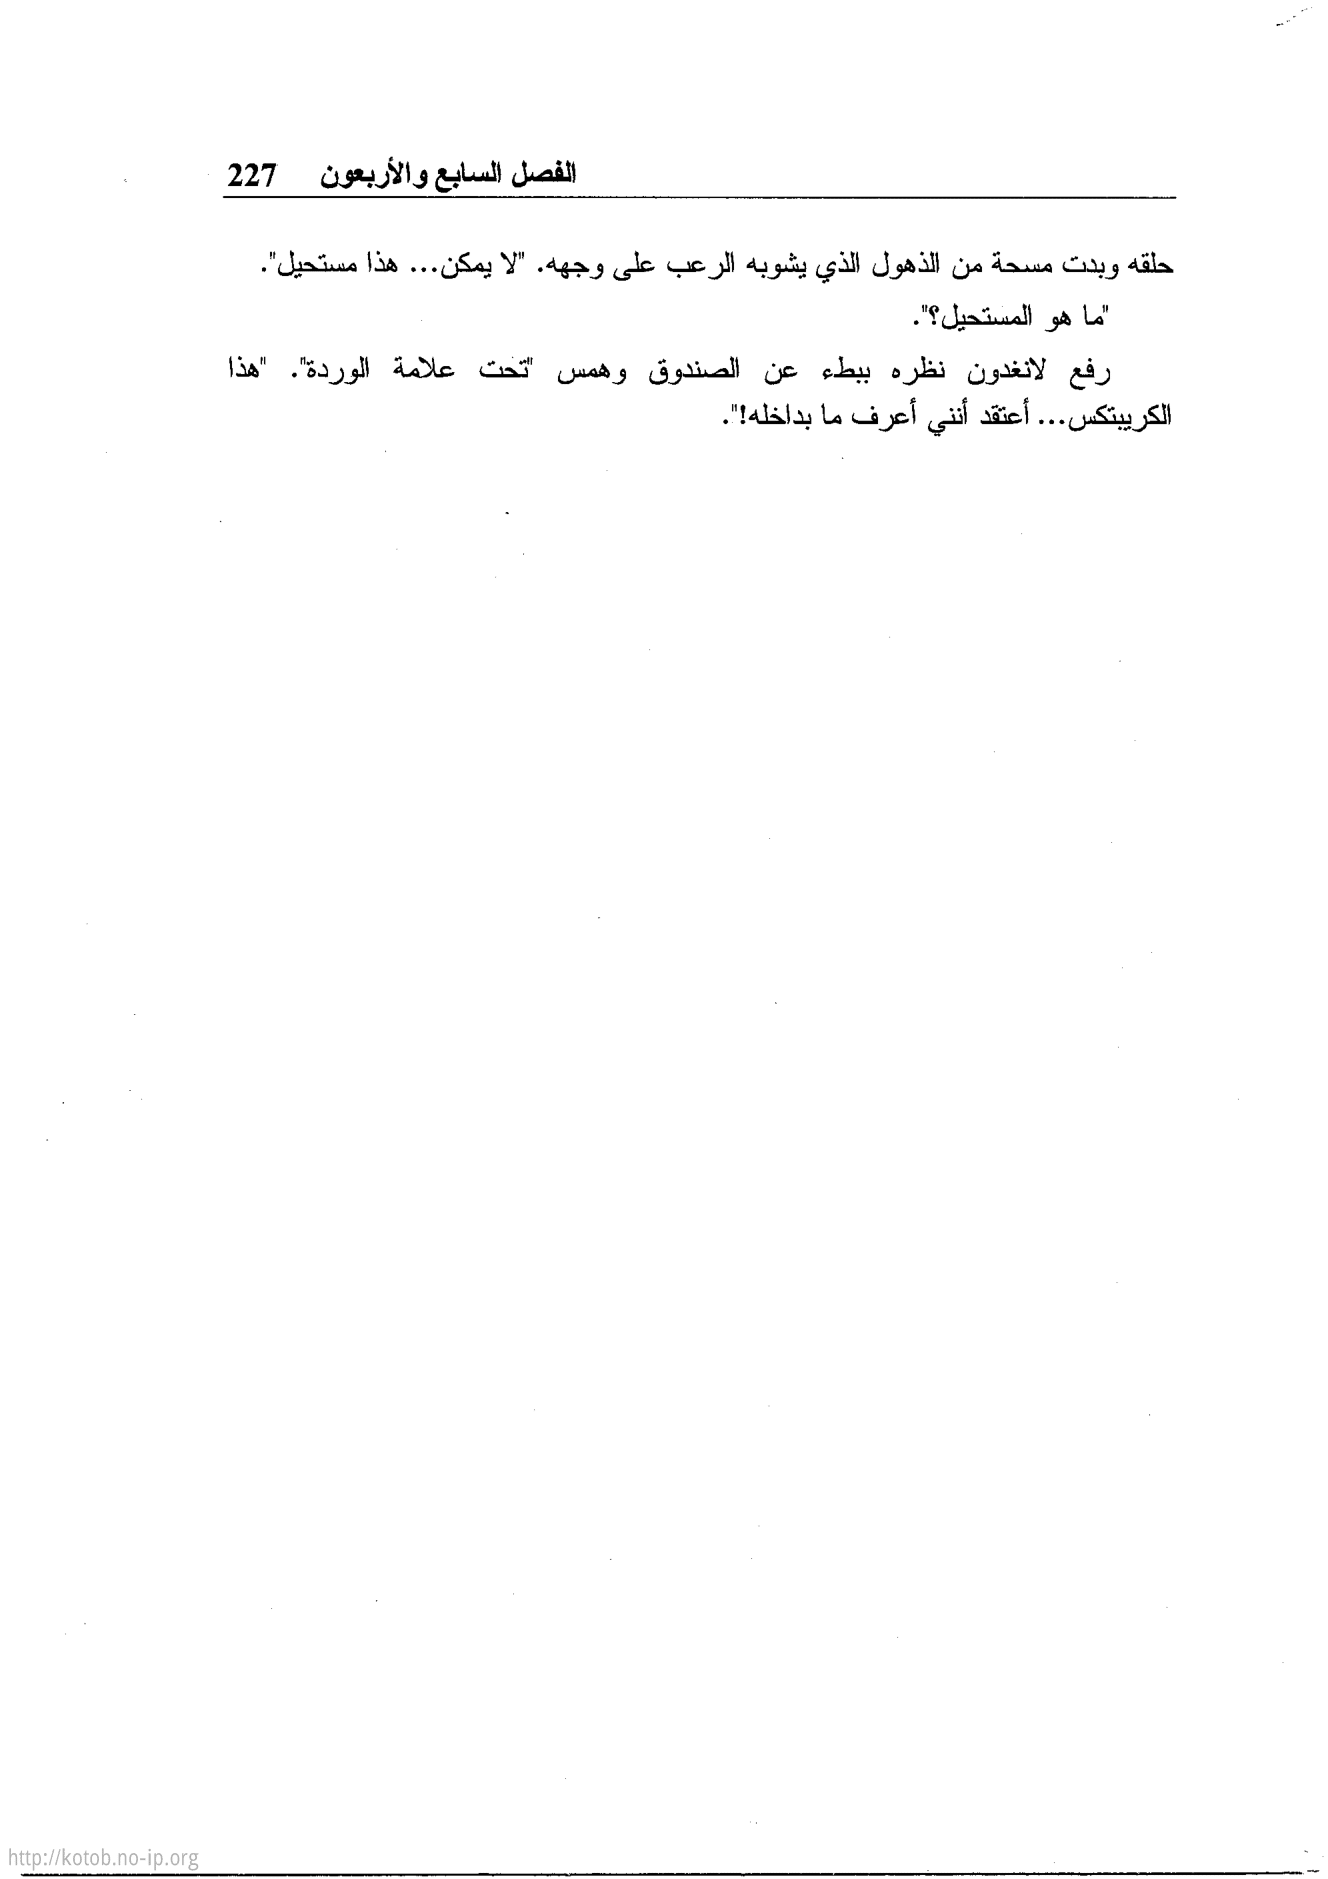 الفصل السابع والأربعون 227
حلقه وبدت مسحة من الذهول الذي يشوبه الرعب على وجهه. "لا يمكن... هذا مستحيل".
"ما هو المستحيل؟".
رفع لانغدون نظره ببطء عن الصندوق وهمس "تحت علامة الوردة". "هذا
الكريبتكس... أعتقد أنني أعرف ما بداخله!".
http://kotob.no-ip.org